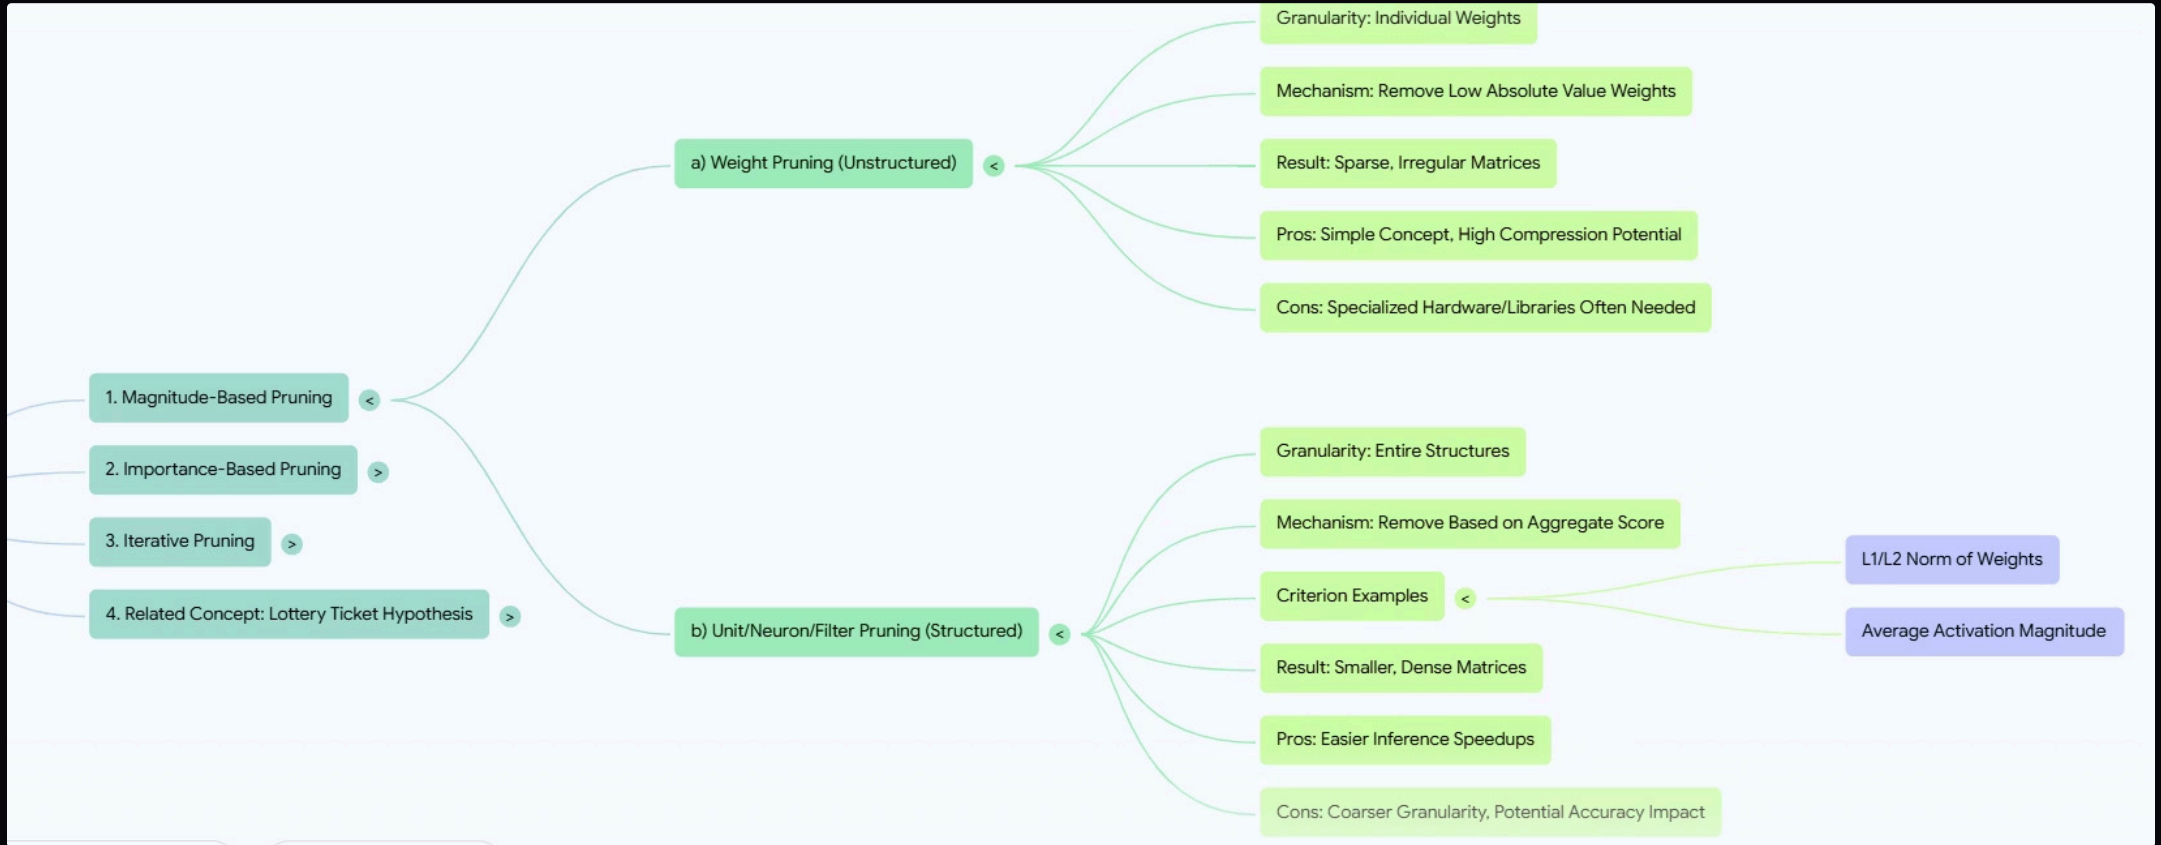 1. Magnitude-Based Pruning
<
2. Importance-Based Pruning
>
3. Iterative Pruning
>
4. Related Concept: Lottery Ticket Hypothesis
>
a) Weight Pruning (Unstructured)
<
Granularity: Individual Weights
Mechanism: Remove Low Absolute Value Weights
Result: Sparse, Irregular Matrices
Pros: Simple Concept, High Compression Potential
Cons: Specialized Hardware/Libraries Often Needed
b) Unit/Neuron/Filter Pruning (Structured)
<
Granularity: Entire Structures
Mechanism: Remove Based on Aggregate Score
Criterion Examples
<
L1/L2 Norm of Weights
Average Activation Magnitude
Result: Smaller, Dense Matrices
Pros: Easier Inference Speedups
Cons: Coarser Granularity, Potential Accuracy Impact